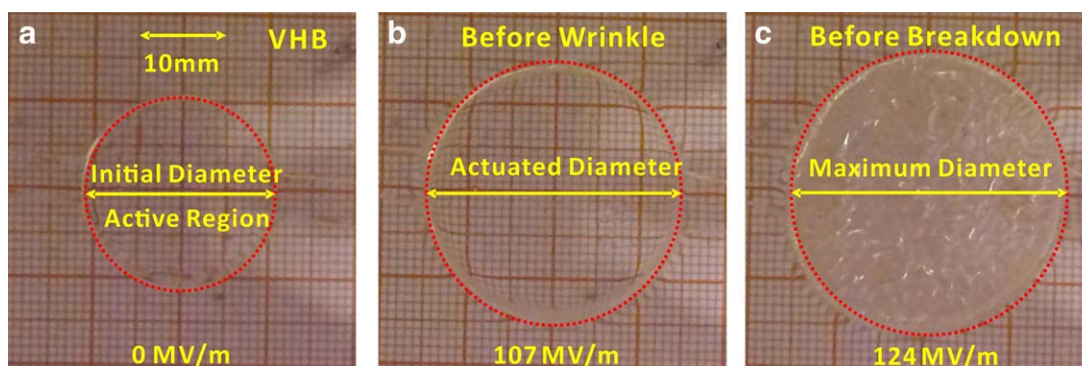 a
VHB
10mm
Initial Diameter
Active Region
0 MV/m
b
Before Wrinkle
Actuated Diameter
107 MV/m
c
Before Breakdown
Maximum Diameter
124 MV/m